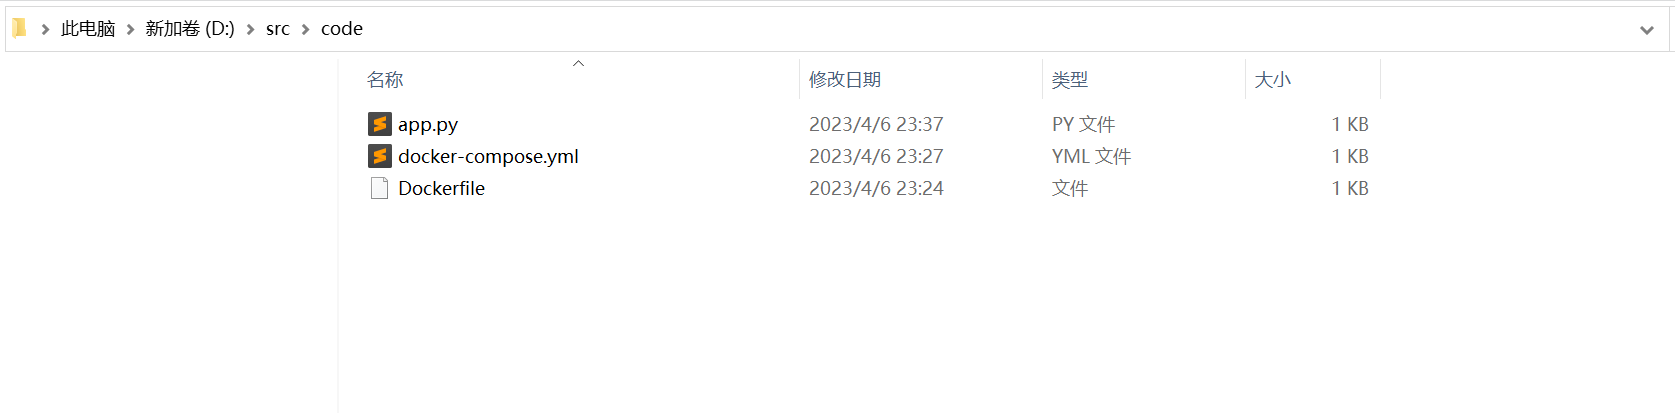 此电脑 新加卷 (D:) src code
名称 修改日期 类型 大小
app.py 2023/4/6 23:37 PY 文件 1 KB
docker-compose.yml 2023/4/6 23:27 YML 文件 1 KB
Dockerfile 2023/4/6 23:24 文件 1 KB